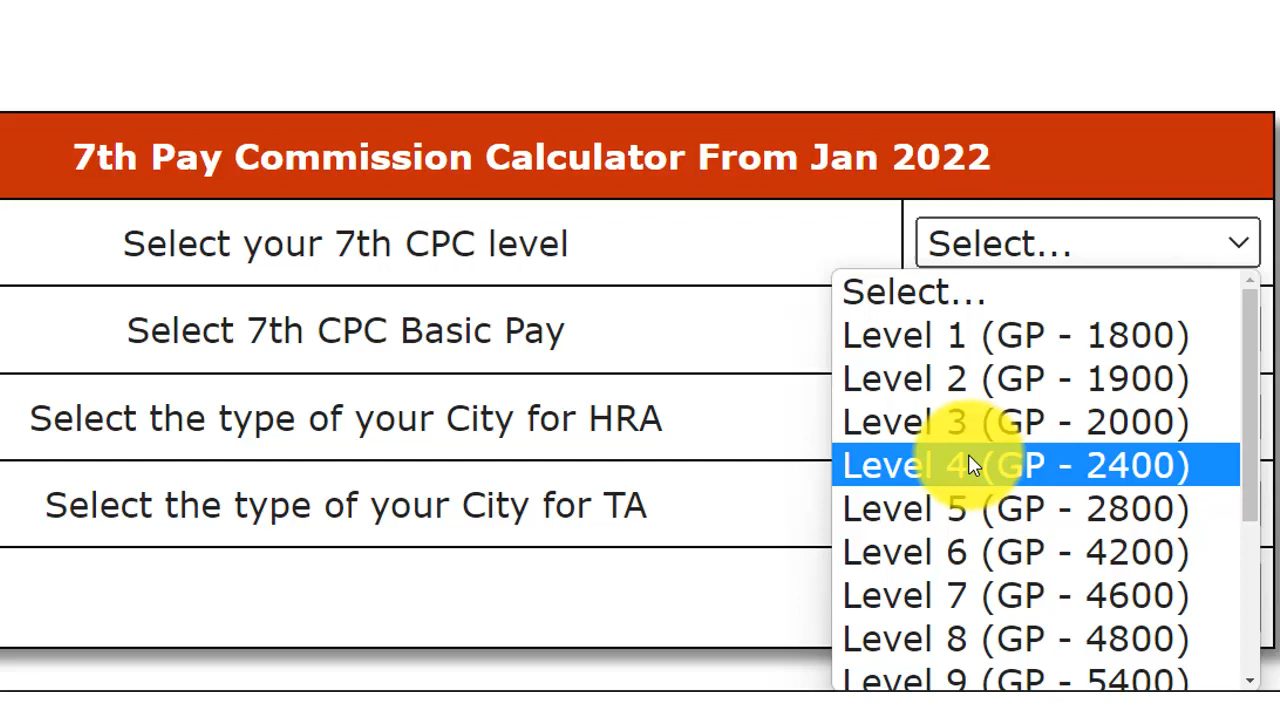 7th Pay Commission Calculator From Jan 2022
Select your 7th CPC level
Select...
Select...
Level 1 (GP - 1800)
Select 7th CPC Basic Pay
Level 2 (GP - 1900)
Select the type of your City for HRA
Level 3 (GP - 2000)
Level 4 (GP - 2400)
Select the type of your City for TA
Level 5 (GP - 2800)
Level 6 (GP - 4200)
Level 7 (GP - 4600)
Level 8 (GP - 4800)
Level 9 (GP - 5400)